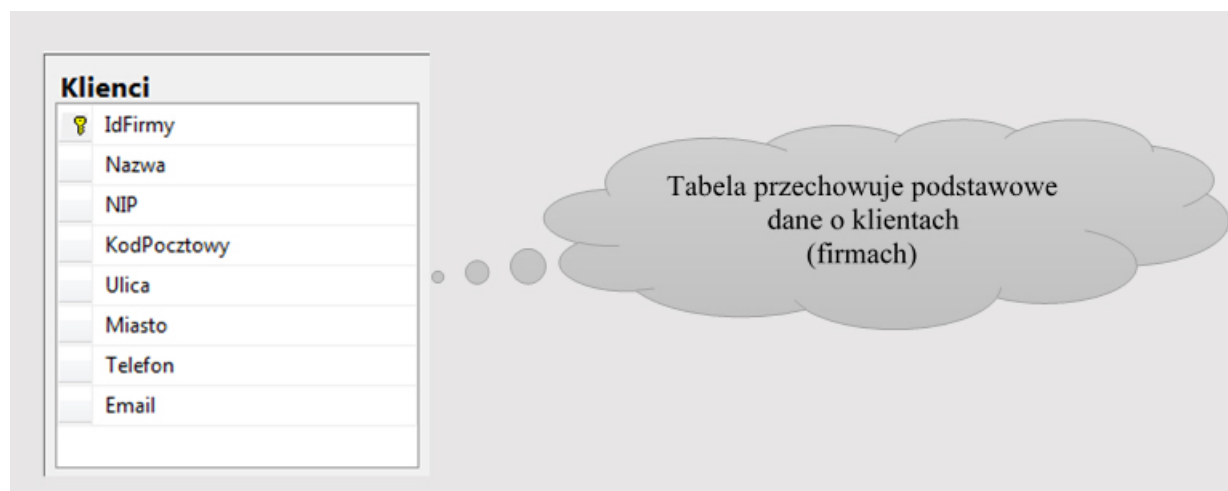 Klienci
IdFirmy
Nazwa
NIP
KodPocztowy
Ulica
Miasto
Telefon
Email
Tabela przechowuje podstawowe
dane o klientach
(firmach)